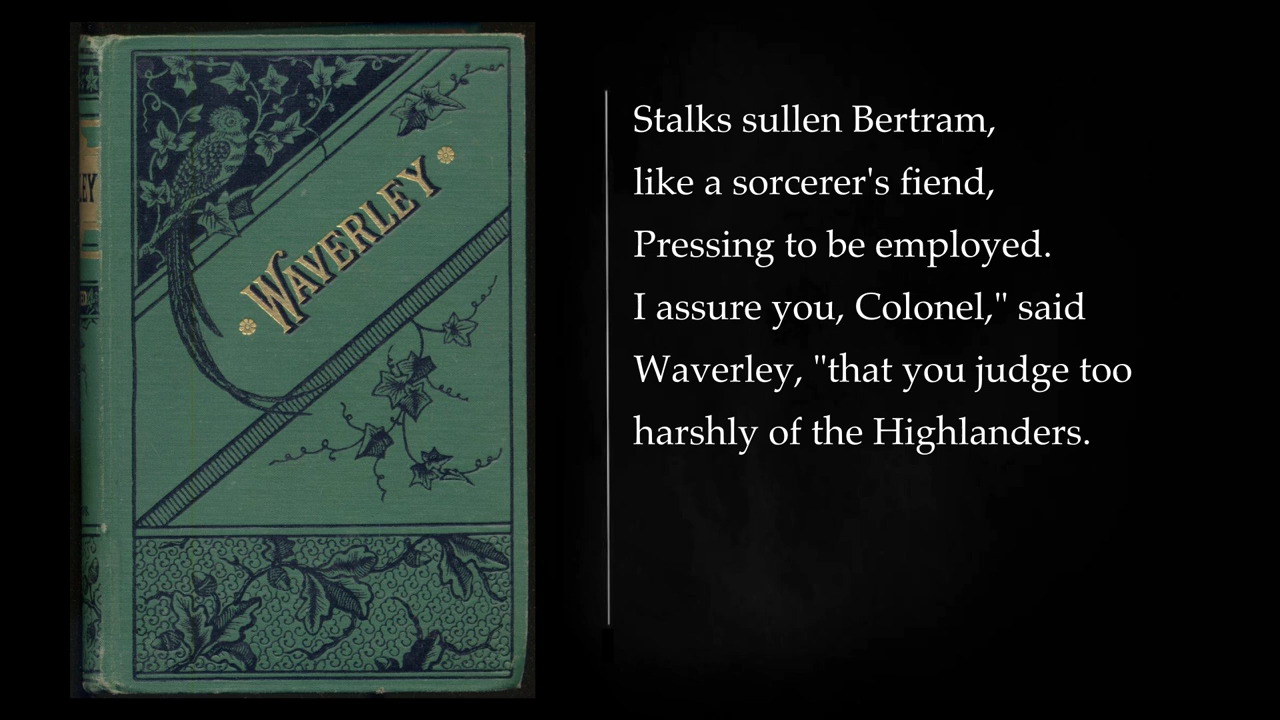 WAVERLEY
EY
Stalks sullen Bertram,
like a sorcerer's fiend,
Pressing to be employed.
I assure you, Colonel," said
Waverley, "that you judge too
harshly of the Highlanders.